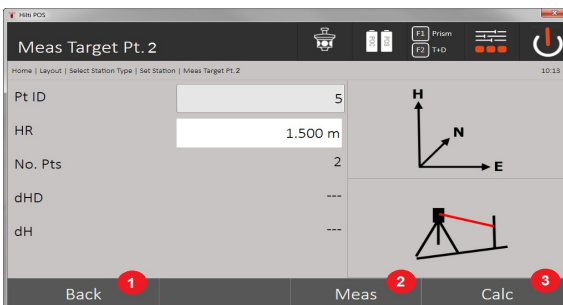 Hilti POS
Meas Target Pt. 2
POC
POS
F1 Prism
F2 T+D
Home | Layout | Select Station Type | Set Station | Meas Target Pt. 2
10:13
Pt ID
5
HR
1.500 m
No. Pts
2
dHD
---
dH
---
H
N
E
Back
1
Meas
2
Calc
3